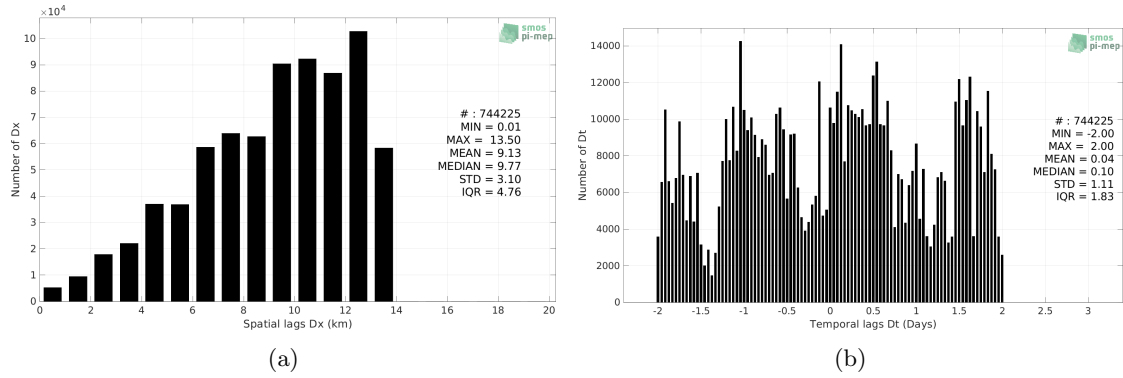 ×10⁴
smos
pi-mep
10
9
8
7
6
5
4
3
2
1
0
Number of Dx
# : 744225
MIN = 0.01
MAX = 13.50
MEAN = 9.13
MEDIAN = 9.77
STD = 3.10
IQR = 4.76
0 2 4 6 8 10 12 14 16 18 20
Spatial lags Dx (km)
(a)
smos
pi-mep
14000
12000
10000
8000
6000
4000
2000
0
Number of Dt
# : 744225
MIN = -2.00
MAX = 2.00
MEAN = 0.04
MEDIAN = 0.10
STD = 1.11
IQR = 1.83
-2 -1.5 -1 -0.5 0 0.5 1 1.5 2 2.5 3
Temporal lags Dt (Days)
(b)